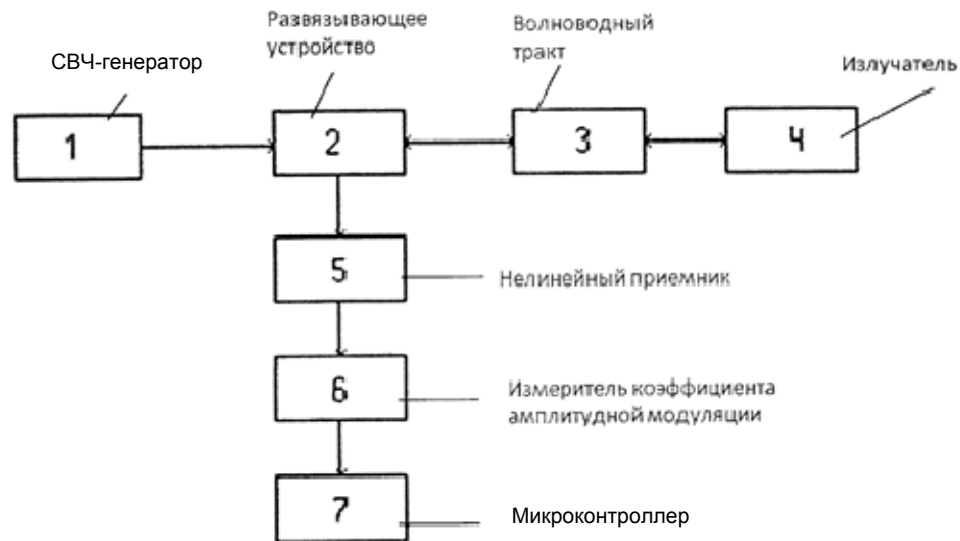 Развязывающее
устройство
Волноводный
тракт
СВЧ-генератор
Излучатель
1
2
3
4
5
Нелинейный приемник
6
Измеритель коэффициента
амплитудной модуляции
7
Микроконтроллер